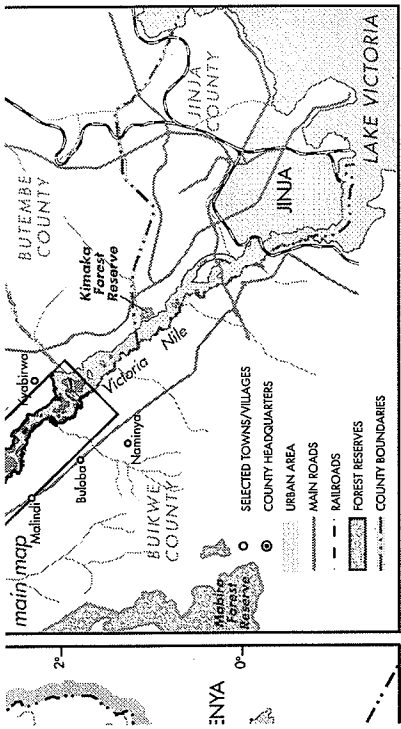 LAKE VICTORIA
JINJA
COUNTY
JINJA
BUTEMBE
COUNTY
Kimaka
Forest
Reserve
Kyabirwa
Victoria
Nile
Naminya
Buloba
Malindi
main map
BUIKWE
COUNTY
Mabira
Forest
Reserve
SELECTED TOWNS/VILLAGES
COUNTY HEADQUARTERS
URBAN AREA
MAIN ROADS
RAILROADS
FOREST RESERVES
COUNTY BOUNDARIES
2°
0°
ENYA